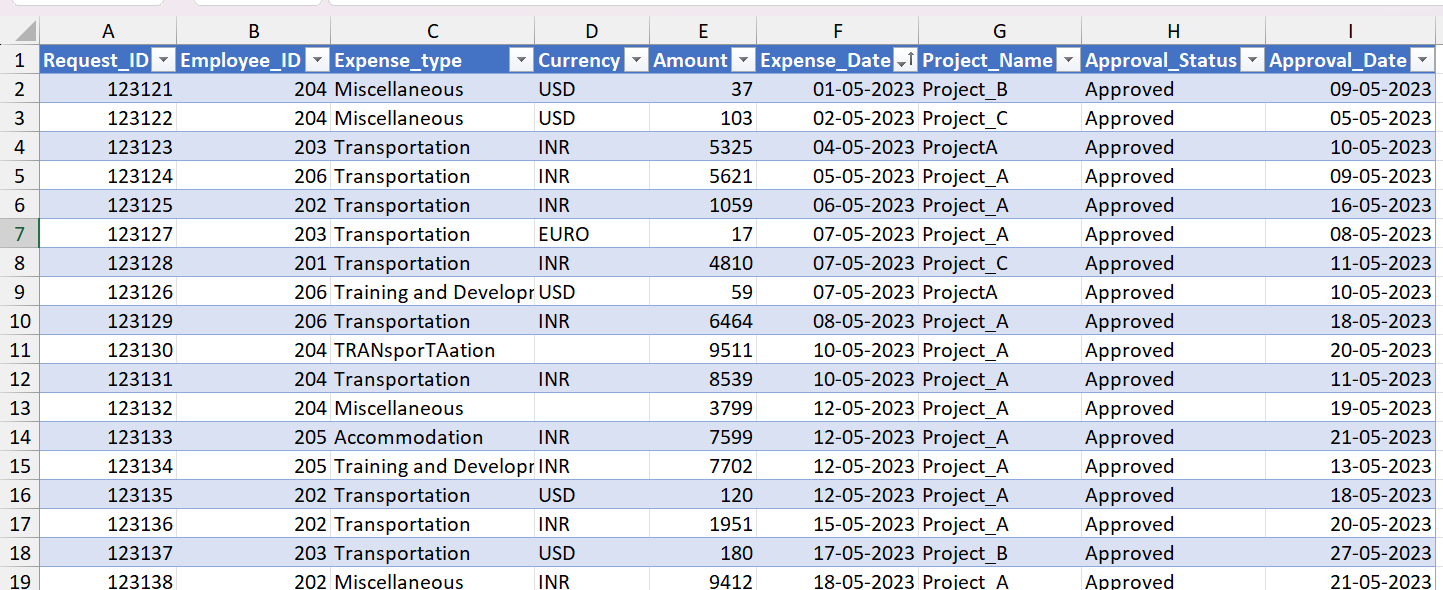 A B C D E F G H I
1 Request_ID Employee_ID Expense_type Currency Amount Expense_Date Project_Name Approval_Status Approval_Date
2 123121 204 Miscellaneous USD 37 01-05-2023 Project_B Approved 09-05-2023
3 123122 204 Miscellaneous USD 103 02-05-2023 Project_C Approved 05-05-2023
4 123123 203 Transportation INR 5325 04-05-2023 ProjectA Approved 10-05-2023
5 123124 206 Transportation INR 5621 05-05-2023 Project_A Approved 09-05-2023
6 123125 202 Transportation INR 1059 06-05-2023 Project_A Approved 16-05-2023
7 123127 203 Transportation EURO 17 07-05-2023 Project_A Approved 08-05-2023
8 123128 201 Transportation INR 4810 07-05-2023 Project_C Approved 11-05-2023
9 123126 206 Training and Developr USD 59 07-05-2023 ProjectA Approved 10-05-2023
10 123129 206 Transportation INR 6464 08-05-2023 Project_A Approved 18-05-2023
11 123130 204 TRANsporTAation 9511 10-05-2023 Project_A Approved 20-05-2023
12 123131 204 Transportation INR 8539 10-05-2023 Project_A Approved 11-05-2023
13 123132 204 Miscellaneous 3799 12-05-2023 Project_A Approved 19-05-2023
14 123133 205 Accommodation INR 7599 12-05-2023 Project_A Approved 21-05-2023
15 123134 205 Training and Developr INR 7702 12-05-2023 Project_A Approved 13-05-2023
16 123135 202 Transportation USD 120 12-05-2023 Project_A Approved 18-05-2023
17 123136 202 Transportation INR 1951 15-05-2023 Project_A Approved 20-05-2023
18 123137 203 Transportation USD 180 17-05-2023 Project_B Approved 27-05-2023
19 123138 202 Miscellaneous INR 9412 18-05-2023 Project_A Approved 21-05-2023